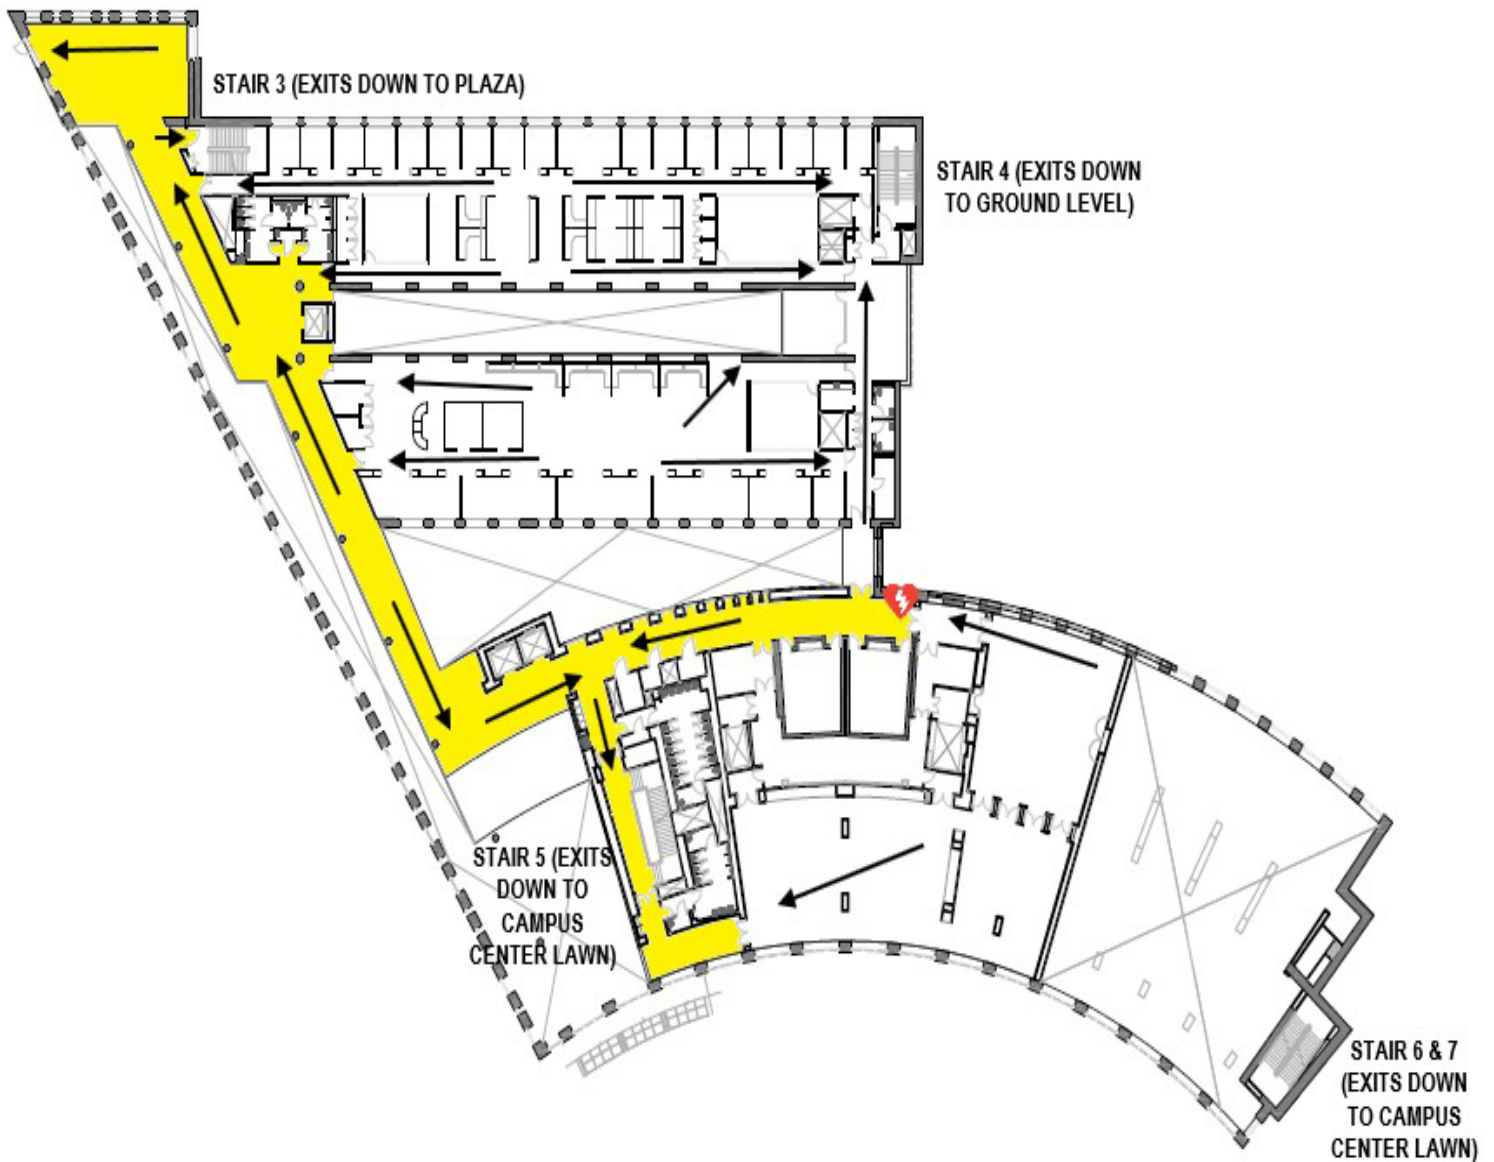 STAIR 3 (EXITS DOWN TO PLAZA)
STAIR 4 (EXITS DOWN
TO GROUND LEVEL)
STAIR 5 (EXITS
DOWN TO
CAMPUS
CENTER LAWN)
STAIR 6 & 7
(EXITS DOWN
TO CAMPUS
CENTER LAWN)